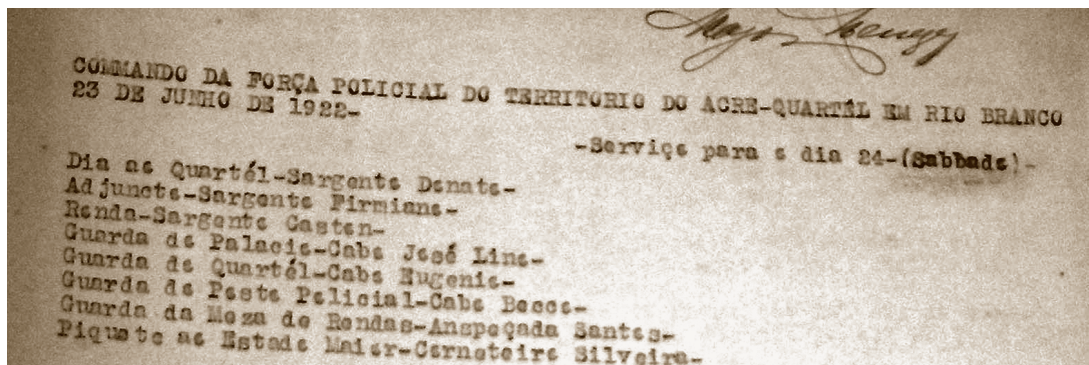 COMMANDO DA FORÇA POLICIAL DO TERRITORIO DO ACRE-QUARTÉL EM RIO BRANCO
23 DE JUNHO DE 1922-
-Serviço para o dia 24-(Sabbado)-
Dia ao Quartél-Sargento Donato-
Adjuncto-Sargento Firmiano-
Ronda-Sargento Gaston-
Guarda de Palacio-Cabo José Lino-
Guarda do Quartél-Cabo Eugenio-
Guarda do Posto Policial-Cabo
Guarda da Meza de Rendas-Anspeçada Santos-
Piquete ao Estado Maior-Corneteiro Silveira-